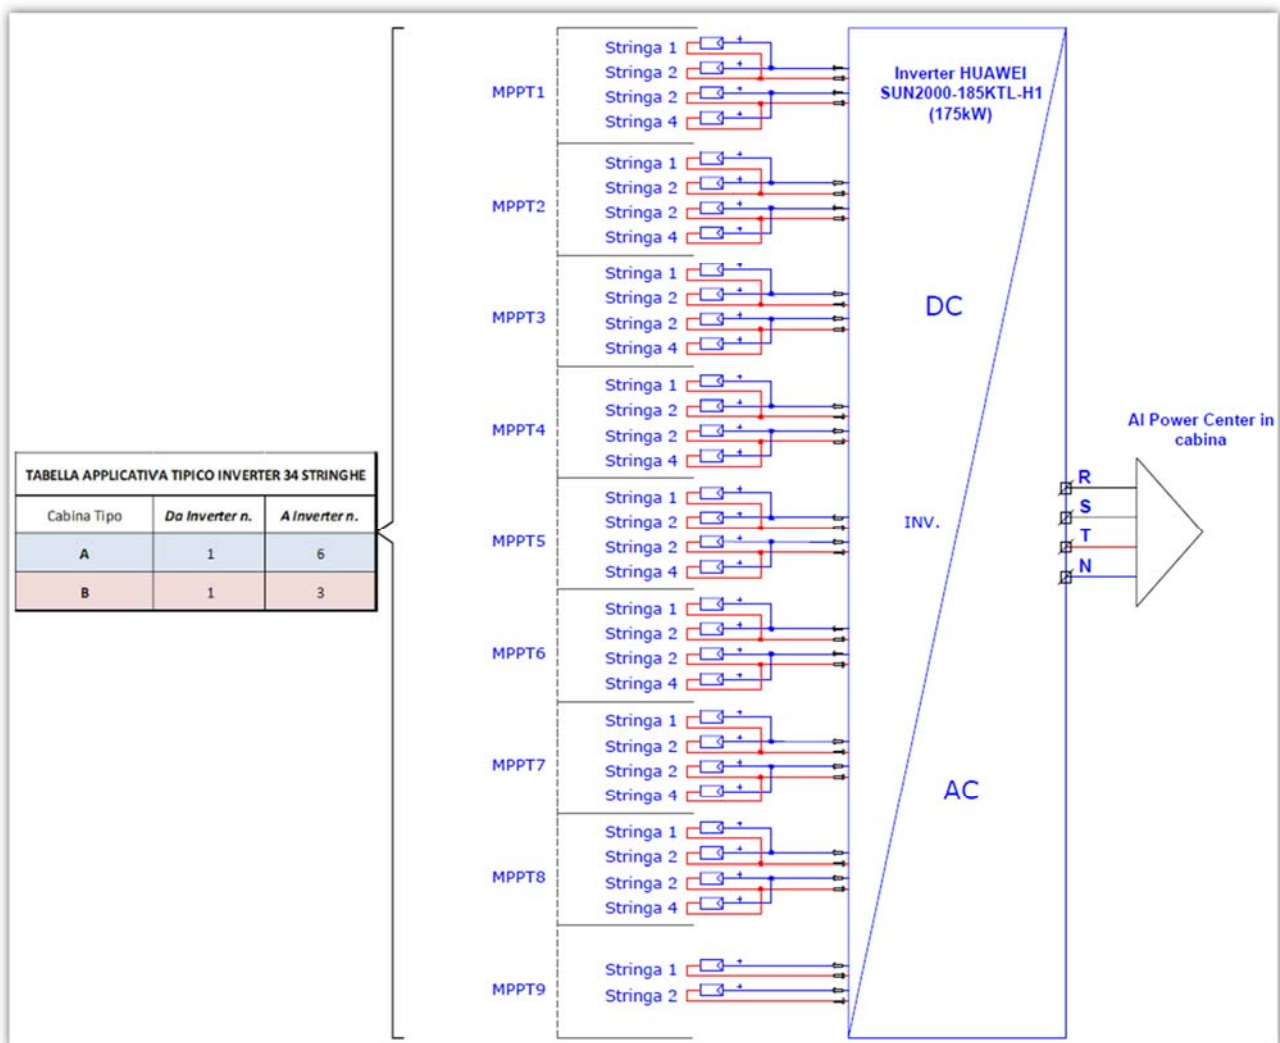 TABELLA APPLICATIVA TIPICO INVERTER 34 STRINGHE
Cabina Tipo Da Inverter n. A Inverter n.
A 1 6
B 1 3
MPPT1
Stringa 1
Stringa 2
Stringa 2
Stringa 4
MPPT2
Stringa 1
Stringa 2
Stringa 2
Stringa 4
MPPT3
Stringa 1
Stringa 2
Stringa 2
Stringa 4
MPPT4
Stringa 1
Stringa 2
Stringa 2
Stringa 4
MPPT5
Stringa 1
Stringa 2
Stringa 2
Stringa 4
MPPT6
Stringa 1
Stringa 2
Stringa 2
Stringa 4
MPPT7
Stringa 1
Stringa 2
Stringa 2
Stringa 4
MPPT8
Stringa 1
Stringa 2
Stringa 2
Stringa 4
MPPT9
Stringa 1
Stringa 2
Inverter HUAWEI
SUN2000-185KTL-H1
(175kW)
DC
INV.
AC
R
S
T
N
Al Power Center in
cabina